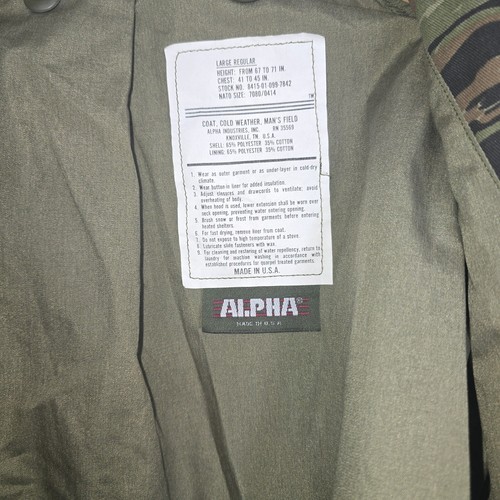 LARGE REGULAR
HEIGHT: FROM 67 TO 71 IN.
CHEST: 41 TO 45 IN.
STOCK NO. 8415-01-099-7842
NATO SIZE: 7080/0414
TM
COAT, COLD WEATHER, MAN'S FIELD
ALPHA INDUSTRIES, INC. RN 35589
KNOXVILLE, TN U.S.A.
SHELL: 65% POLYESTER 35% COTTON
LINING: 65% POLYESTER 35% COTTON
1. Wear as outer garment or as under-layer in cold-dry
climate.
2. Wear button-in liner for added insulation.
3. Adjust closures and drawcords to ventilate; avoid
overheating of body.
4. When hood is used, lower extension shall be worn over
neck opening, preventing water entering opening.
5. Brush snow or frost from garments before entering
heated shelters.
6. For fast drying, remove liner from coat.
7. Do not expose to high temperature of a stove.
8. Lubricate slide fasteners with wax.
9. For cleaning and restoring of water repellency, return to
laundry for machine washing in accordance with
established procedures for quarpel treated garments.
MADE IN U.S.A.
ALPHA®
MADE IN U.S.A.